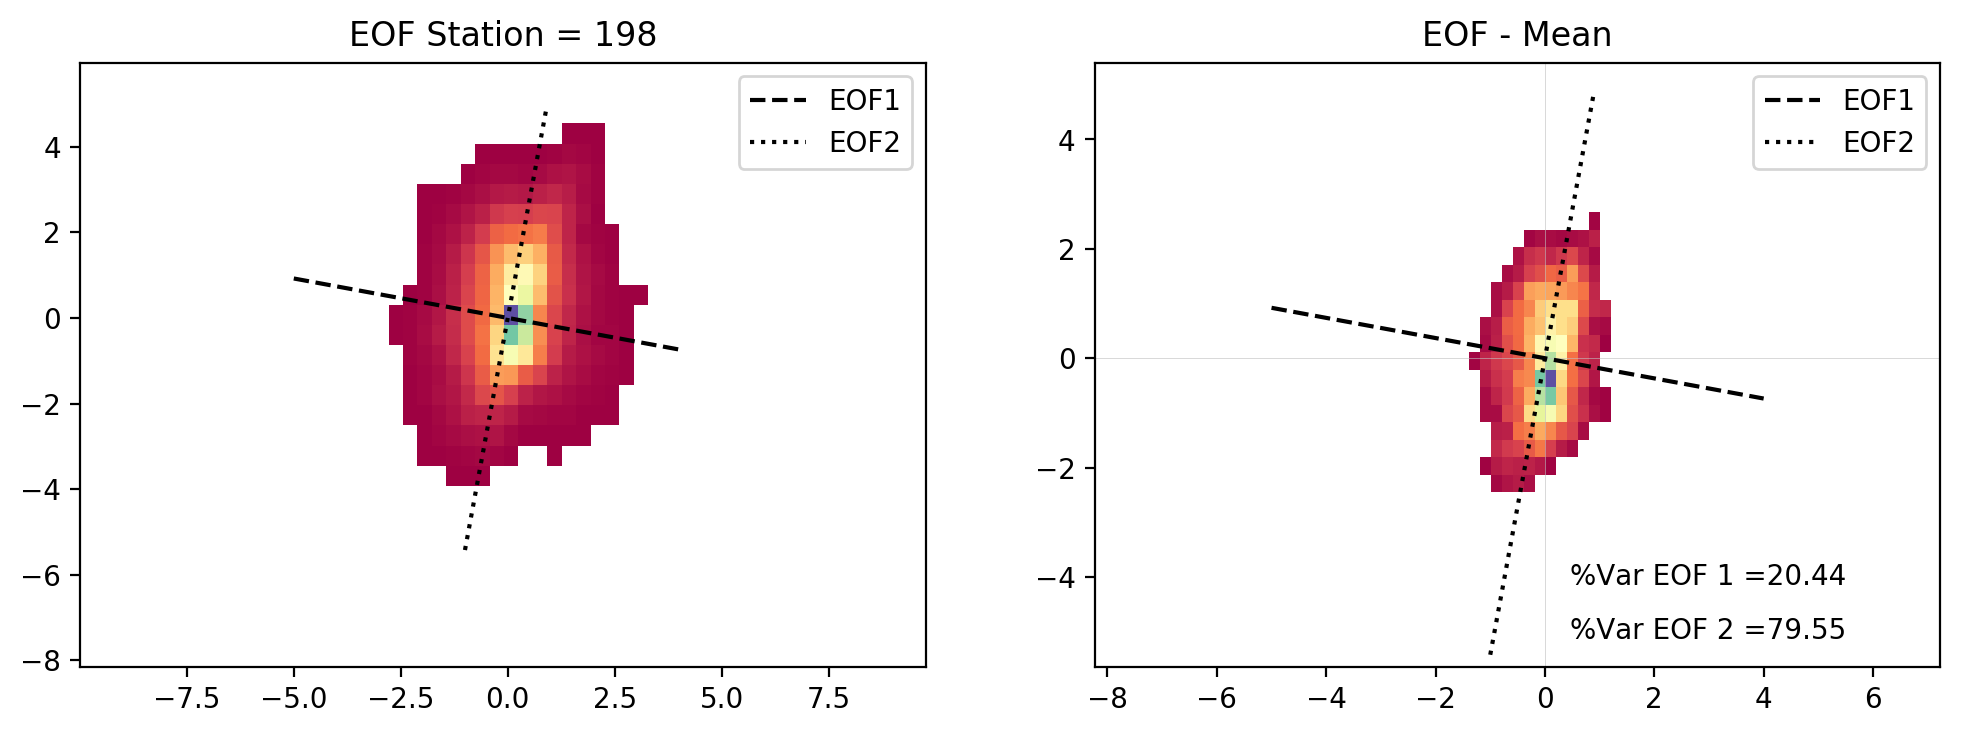 EOF Station = 198
EOF1
EOF2
4
2
0
−2
−4
−6
−8
−7.5 −5.0 −2.5 0.0 2.5 5.0 7.5
EOF - Mean
EOF1
EOF2
4
2
0
−2
−4
%Var EOF 1 =20.44
%Var EOF 2 =79.55
−8 −6 −4 −2 0 2 4 6